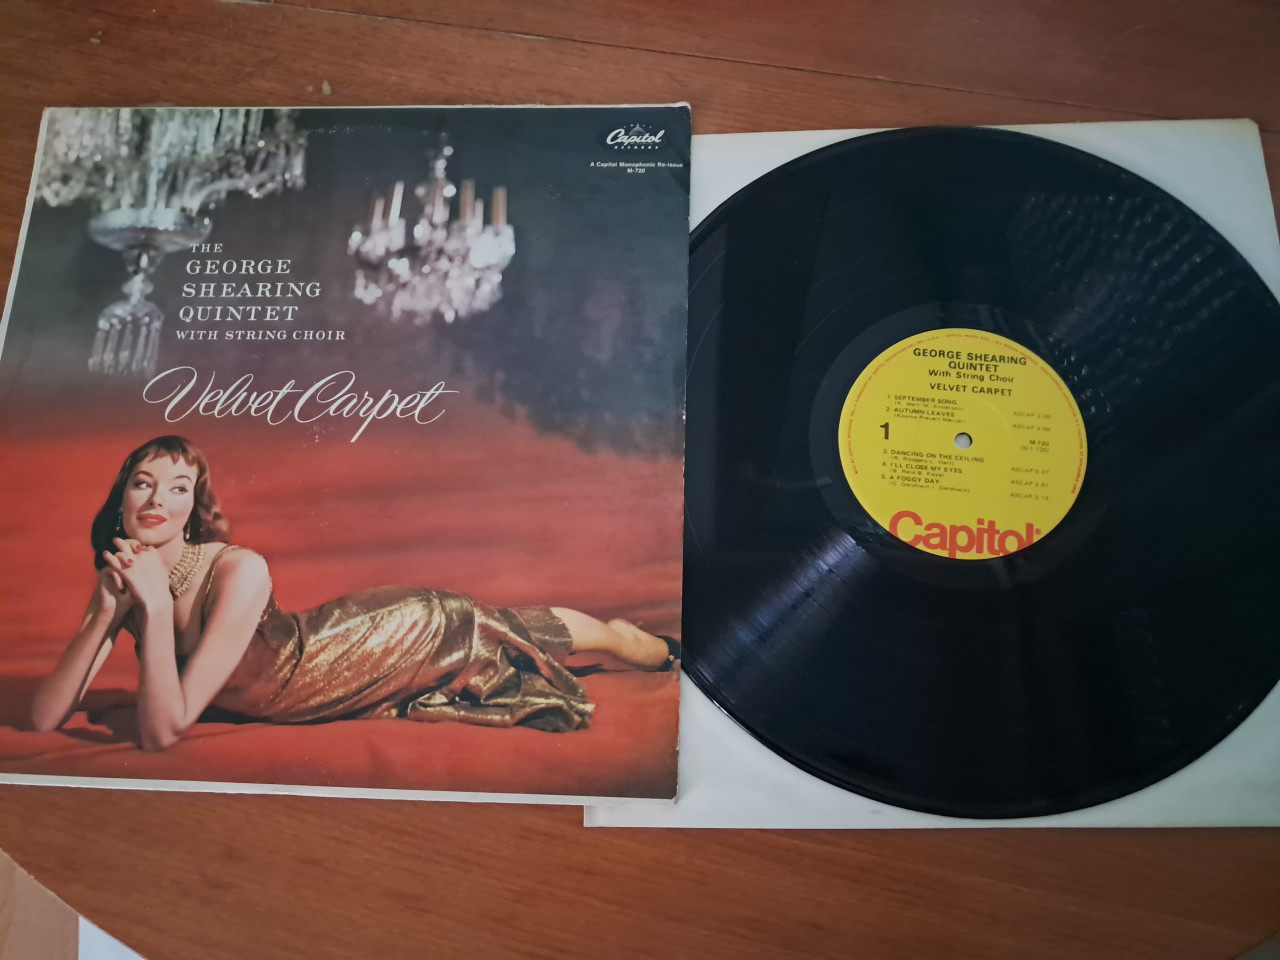 Capitol
RECORDS
A Capitol Monophonic Re-Issue
M-720
THE
GEORGE
SHEARING
QUINTET
WITH STRING CHOIR
Velvet Carpet
GEORGE SHEARING
QUINTET
With String Choir
VELVET CARPET
1. SEPTEMBER SONG
2. AUTUMN LEAVES
1
M-720
3. DANCING ON THE CEILING
4. I'LL CLOSE MY EYES
5. A FOGGY DAY
Capitol